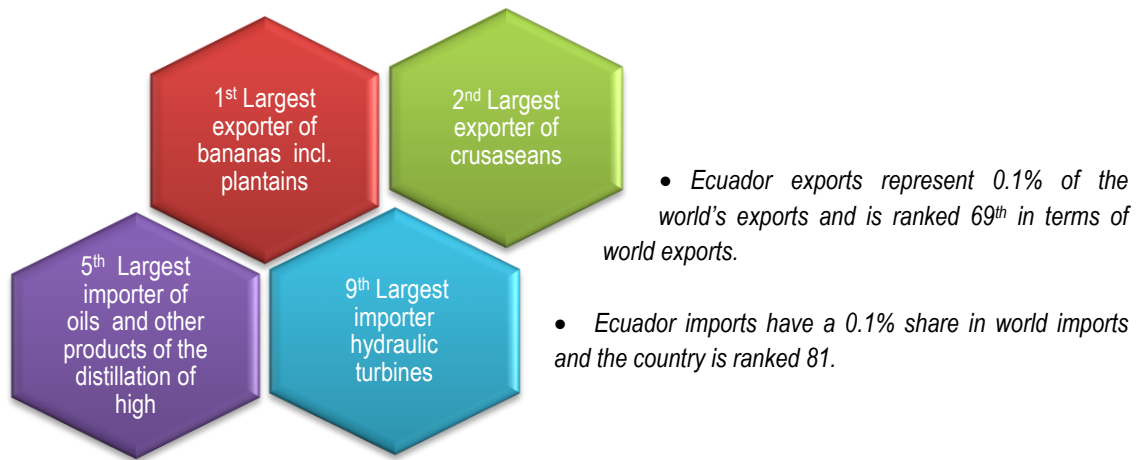 1st Largest
exporter of
bananas incl.
plantains
2nd Largest
exporter of
crusaseans
5th Largest
importer of
oils and other
products of the
distillation of
high
9th Largest
importer
hydraulic
turbines
• Ecuador exports represent 0.1% of the
world's exports and is ranked 69th in terms of
world exports.
• Ecuador imports have a 0.1% share in world imports
and the country is ranked 81.